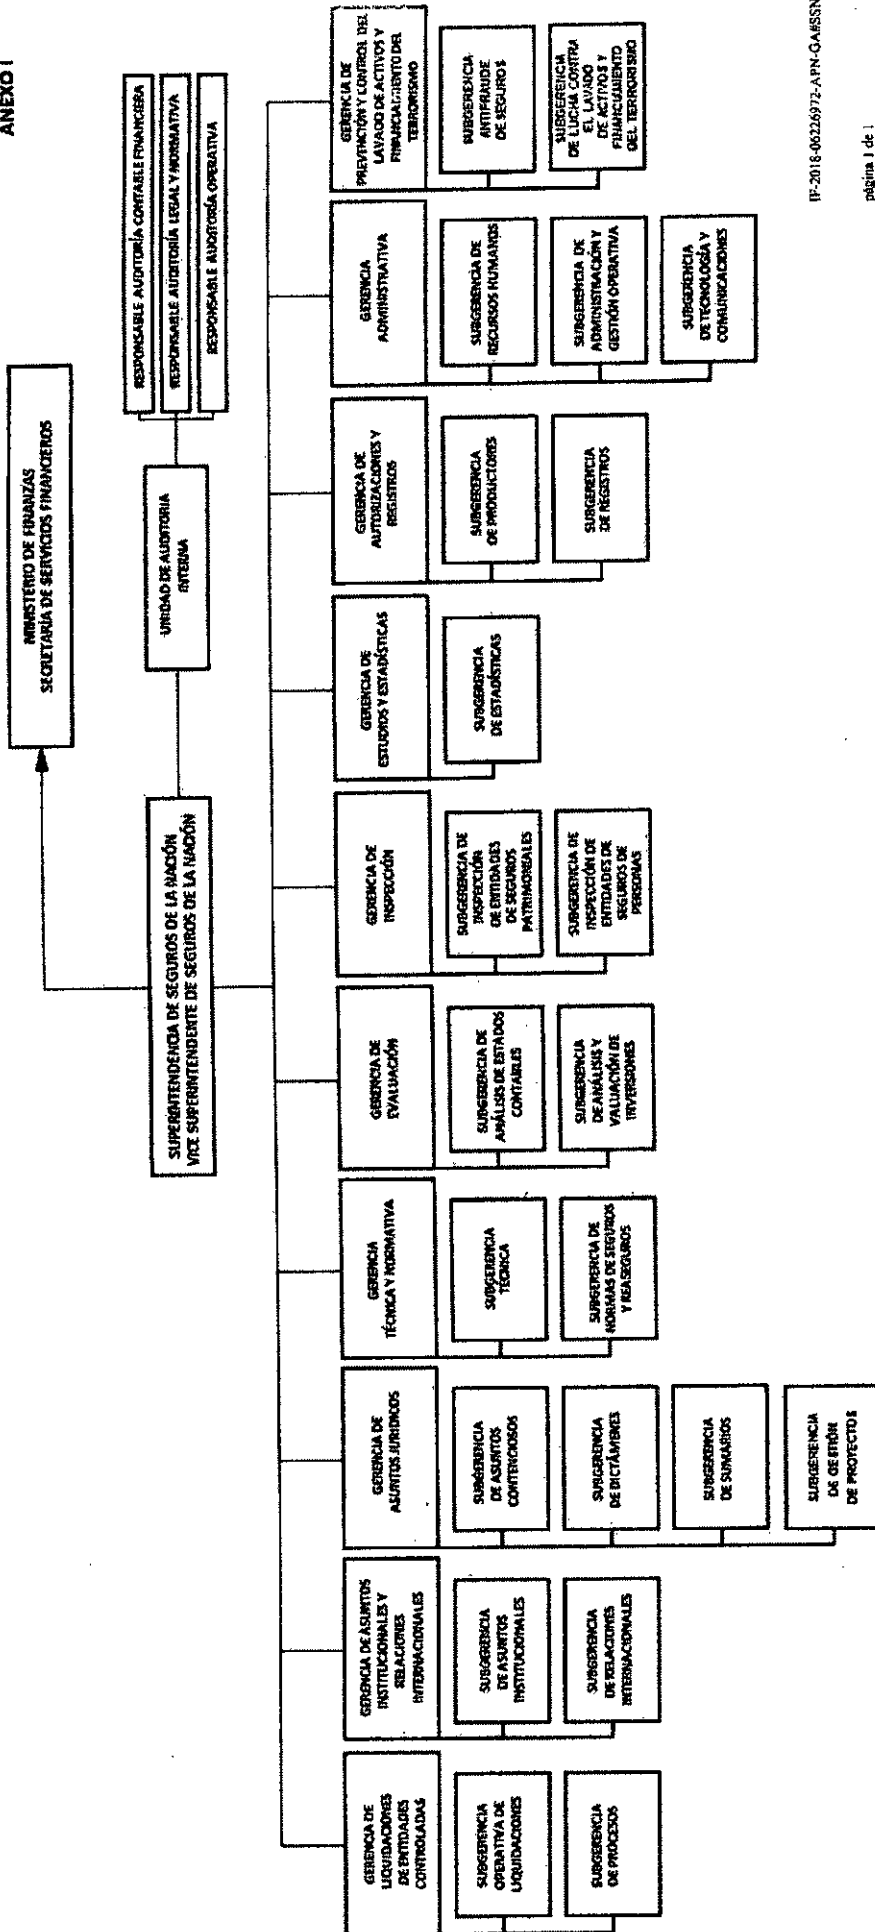 ANEXO I
MINISTERIO DE FINANZAS
SECRETARÍA DE SERVICIOS FINANCIEROS
SUPERINTENDENCIA DE SEGUROS DE LA NACIÓN
VICE SUPERINTENDENTE DE SEGUROS DE LA NACIÓN
UNIDAD DE AUDITORIA
INTERNA
RESPONSABLE AUDITORÍA CONTABLE FINANCIERA
RESPONSABLE AUDITORÍA LEGAL Y NORMATIVA
RESPONSABLE AUDITORÍA OPERATIVA
GERENCIA DE
LIQUIDACIONES
DE ENTIDADES
CONTROLADAS
SUBGERENCIA
OPERATIVA DE
LIQUIDACIONES
SUBGERENCIA
DE PROCESOS
GERENCIA DE ASUNTOS
INSTITUCIONALES Y
RELACIONES
INTERNACIONALES
SUBGERENCIA
DE ASUNTOS
INSTITUCIONALES
SUBGERENCIA
DE RELACIONES
INTERNACIONALES
GERENCIA DE
ASUNTOS JURIDICOS
SUBGERENCIA
DE ASUNTOS
CONTENCIOSOS
SUBGERENCIA
DE DICTÁMENES
SUBGERENCIA
DE SUMARIOS
SUBGERENCIA
DE GESTIÓN
DE PROYECTOS
GERENCIA
TÉCNICA Y NORMATIVA
SUBGERENCIA
TÉCNICA
SUBGERENCIA DE
NORMAS DE SEGUROS
Y REASEGUROS
GERENCIA DE
EVALUACIÓN
SUBGERENCIA DE
ANÁLISIS DE ESTADOS
CONTABLES
SUBGERENCIA
DE ANÁLISIS Y
VALUACIÓN DE
INVERSIONES
GERENCIA DE
INSPECCIÓN
SUBGERENCIA DE
INSPECCIÓN
DE ENTIDADES
DE SEGUROS
PATRIMONIALES
SUBGERENCIA DE
INSPECCIÓN DE
ENTIDADES DE
SEGUROS DE
PERSONAS
GERENCIA DE
ESTUDIOS Y ESTADÍSTICAS
SUBGERENCIA
DE ESTADÍSTICAS
GERENCIA DE
AUTORIZACIONES Y
REGISTROS
SUBGERENCIA
DE PRODUCTORES
SUBGERENCIA
DE REGISTROS
GERENCIA
ADMINISTRATIVA
SUBGERENCIA DE
RECURSOS HUMANOS
SUBGERENCIA DE
ADMINISTRACIÓN Y
GESTIÓN OPERATIVA
SUBGERENCIA
DE TECNOLOGÍA Y
COMUNICACIONES
GERENCIA DE
PREVENCIÓN Y CONTROL DEL
LAVADO DE ACTIVOS Y
FINANCIAMIENTO DEL
TERRORISMO
SUBGERENCIA
ANTIFRAUDE
DE SEGUROS
SUBGERENCIA
DE LUCHA CONTRA
EL LAVADO
DE ACTIVOS Y
FINANCIAMIENTO
DEL TERRORISMO
IF-2018-06226972-APN-GA#SSN
página 1 de 1